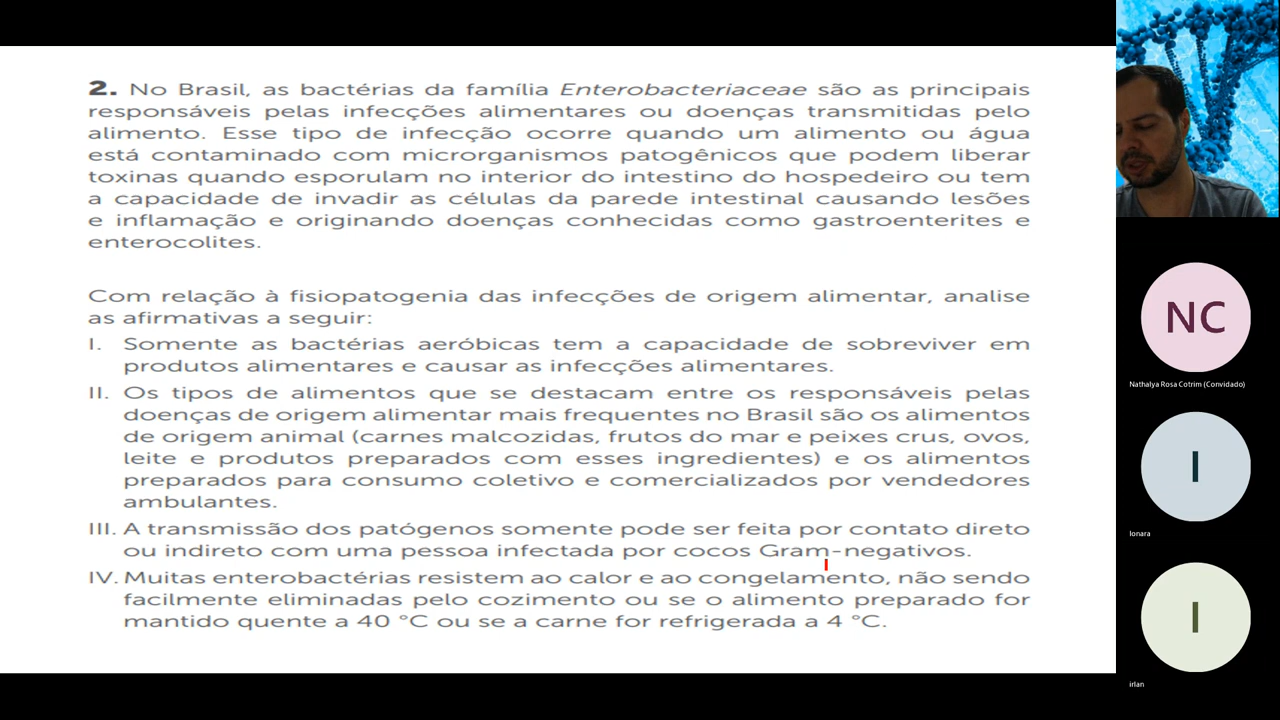 2. No Brasil, as bactérias da família Enterobacteriaceae são as principais
responsáveis pelas infecções alimentares ou doenças transmitidas pelo
alimento. Esse tipo de infecção ocorre quando um alimento ou água
está contaminado com microrganismos patogênicos que podem liberar
toxinas quando esporulam no interior do intestino do hospedeiro ou tem
a capacidade de invadir as células da parede intestinal causando lesões
e inflamação e originando doenças conhecidas como gastroenterites e
enterocolites.
Com relação à fisiopatogenia das infecções de origem alimentar, analise
as afirmativas a seguir:
I. Somente as bactérias aeróbicas tem a capacidade de sobreviver em
produtos alimentares e causar as infecções alimentares.
II. Os tipos de alimentos que se destacam entre os responsáveis pelas
doenças de origem alimentar mais frequentes no Brasil são os alimentos
de origem animal (carnes malcozidas, frutos do mar e peixes crus, ovos,
leite e produtos preparados com esses ingredientes) e os alimentos
preparados para consumo coletivo e comercializados por vendedores
ambulantes.
III. A transmissão dos patógenos somente pode ser feita por contato direto
ou indireto com uma pessoa infectada por cocos Gram-negativos.
IV. Muitas enterobactérias resistem ao calor e ao congelamento, não sendo
facilmente eliminadas pelo cozimento ou se o alimento preparado for
mantido quente a 40 °C ou se a carne for refrigerada a 4 °C.
NC
Nathalya Rosa Cotrim (Convidado)
I
Ionara
I
irlan